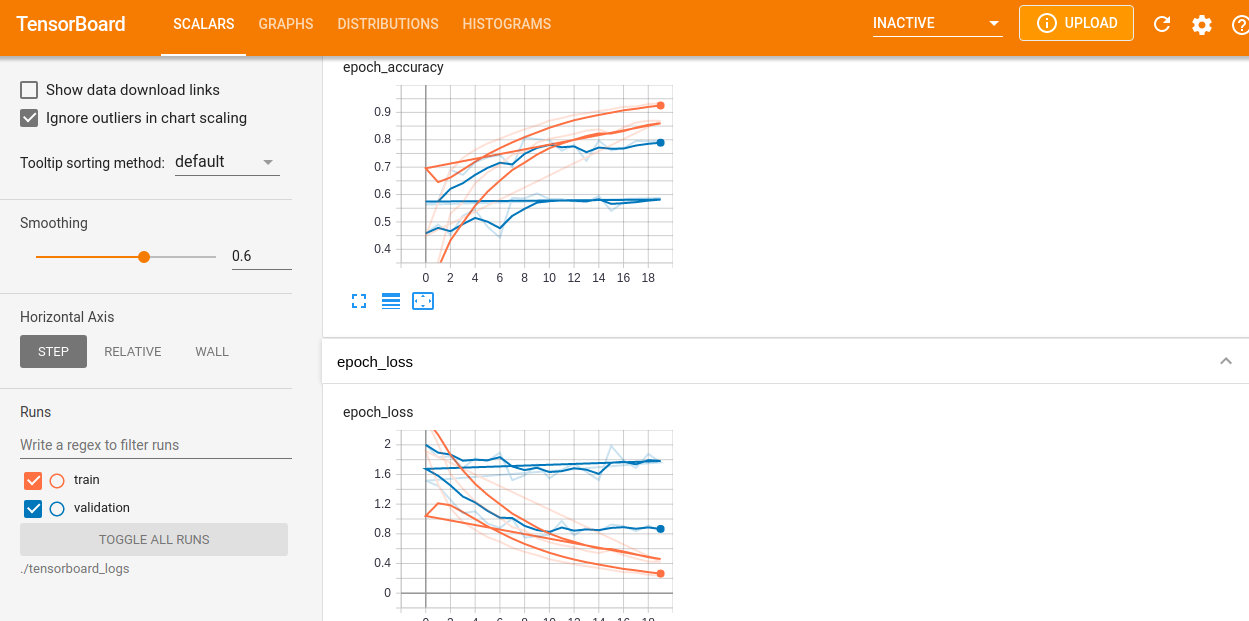 TensorBoard SCALARS GRAPHS DISTRIBUTIONS HISTOGRAMS INACTIVE UPLOAD
Show data download links
Ignore outliers in chart scaling
Tooltip sorting method: default
Smoothing
0.6
Horizontal Axis
STEP RELATIVE WALL
Runs
Write a regex to filter runs
train
validation
TOGGLE ALL RUNS
./tensorboard_logs
epoch_accuracy
0.9
0.8
0.7
0.6
0.5
0.4
0 2 4 6 8 10 12 14 16 18
epoch_loss
epoch_loss
2
1.6
1.2
0.8
0.4
0